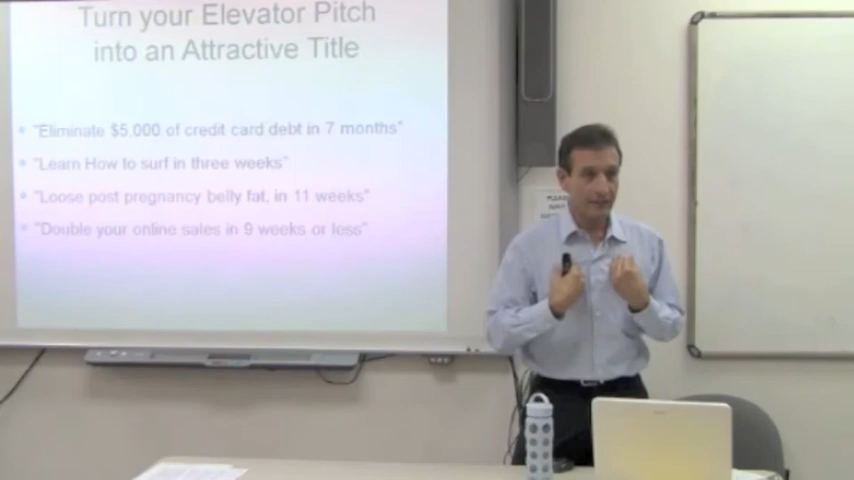 Turn your Elevator Pitch
into an Attractive Title
"Eliminate $5,000 of credit card debt in 7 months"
"Learn How to surf in three weeks"
"Loose post pregnancy belly fat, in 11 weeks"
"Double your online sales in 9 weeks or less"